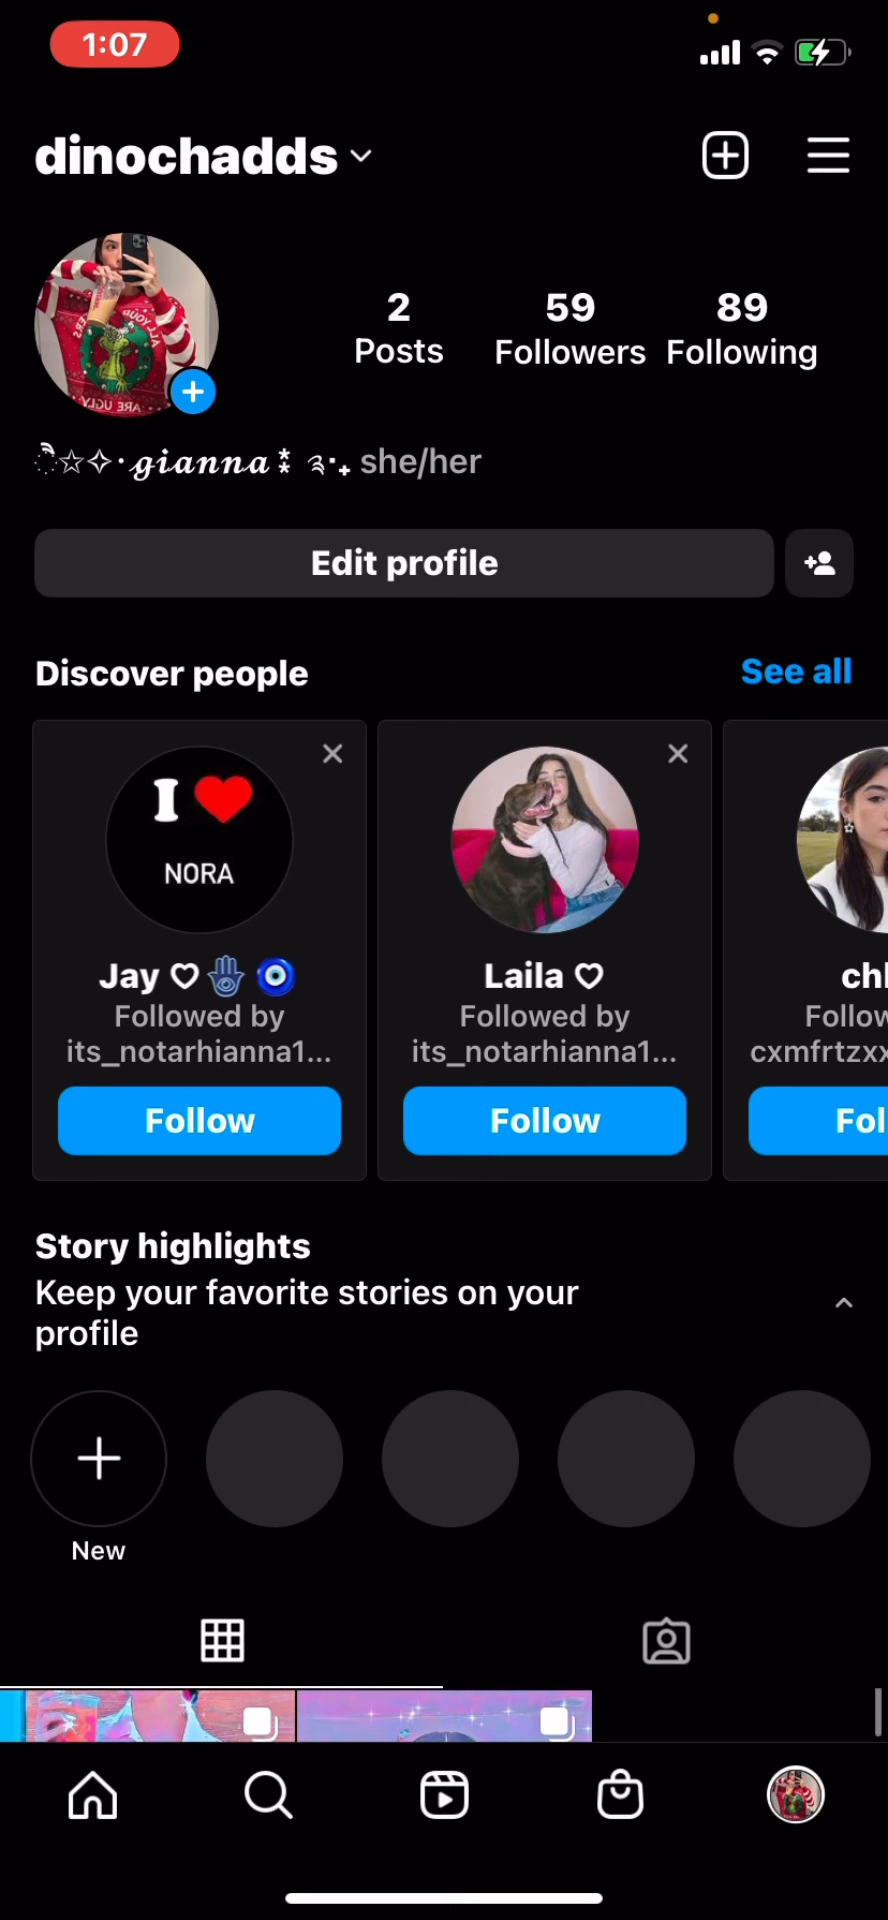 1:07
dinochadds
2
Posts
59
Followers
89
Following
ੈ☆✧·𝓰𝓲𝓪𝓷𝓷𝓪⁑ ༉‧₊ she/her
Edit profile
Discover people
See all
I ❤️
NORA
Jay ♡🪬🧿
Followed by
its_notarhianna1...
Follow
Laila ♡
Followed by
its_notarhianna1...
Follow
Story highlights
Keep your favorite stories on your
profile
New